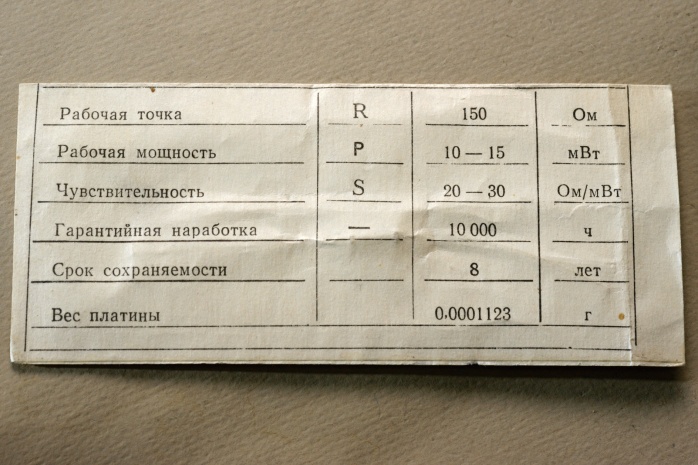 Рабочая точка R 150 Ом
Рабочая мощность P 10 — 15 мВт
Чувствительность S 20 — 30 Ом/мВт
Гарантийная наработка — 10 000 ч
Срок сохраняемости 8 лет
Вес платины 0,0001123 г